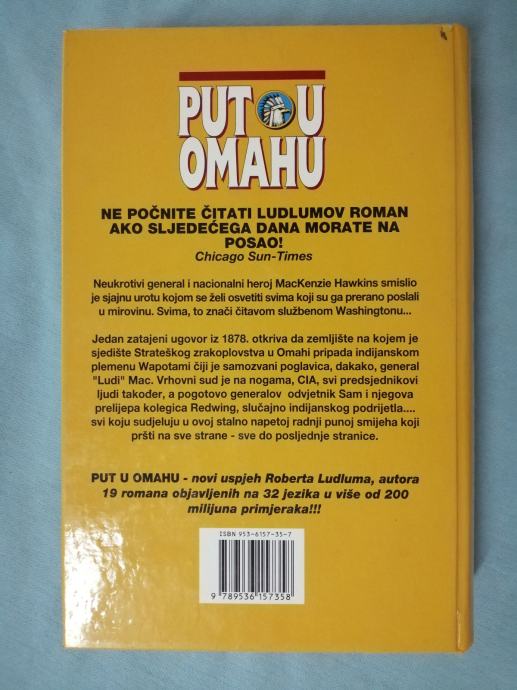 PUT U
OMAHU
NE POČNITE ČITATI LUDLUMOV ROMAN
AKO SLJEDEĆEGA DANA MORATE NA
POSAO!
Chicago Sun-Times
Neukrotivi general i nacionalni heroj MacKenzie Hawkins smislio
je sjajnu urotu kojom se želi osvetiti svima koji su ga prerano poslali
u mirovinu. Svima, to znači čitavom službenom Washingtonu...
Jedan zatajeni ugovor iz 1878. otkriva da zemljište na kojem je
sjedište Strateškog zrakoplovstva u Omahi pripada indijanskom
plemenu Wapotami čiji je samozvani poglavica, dakako, general
"Ludi" Mac. Vrhovni sud je na nogama, CIA, svi predsjednikovi
ljudi također, a pogotovo generalov odvjetnik Sam i njegova
prelijepa kolegica Redwing, slučajno indijanskog podrijetla....
svi koju sudjeluju u ovoj stalno napetoj radnji punoj smijeha koji
pršti na sve strane - sve do posljednje stranice.
PUT U OMAHU - novi uspjeh Roberta Ludluma, autora
19 romana objavljenih na 32 jezika u više od 200
milijuna primjeraka!!!
ISBN 953-6157-35-7
9 789536 157358